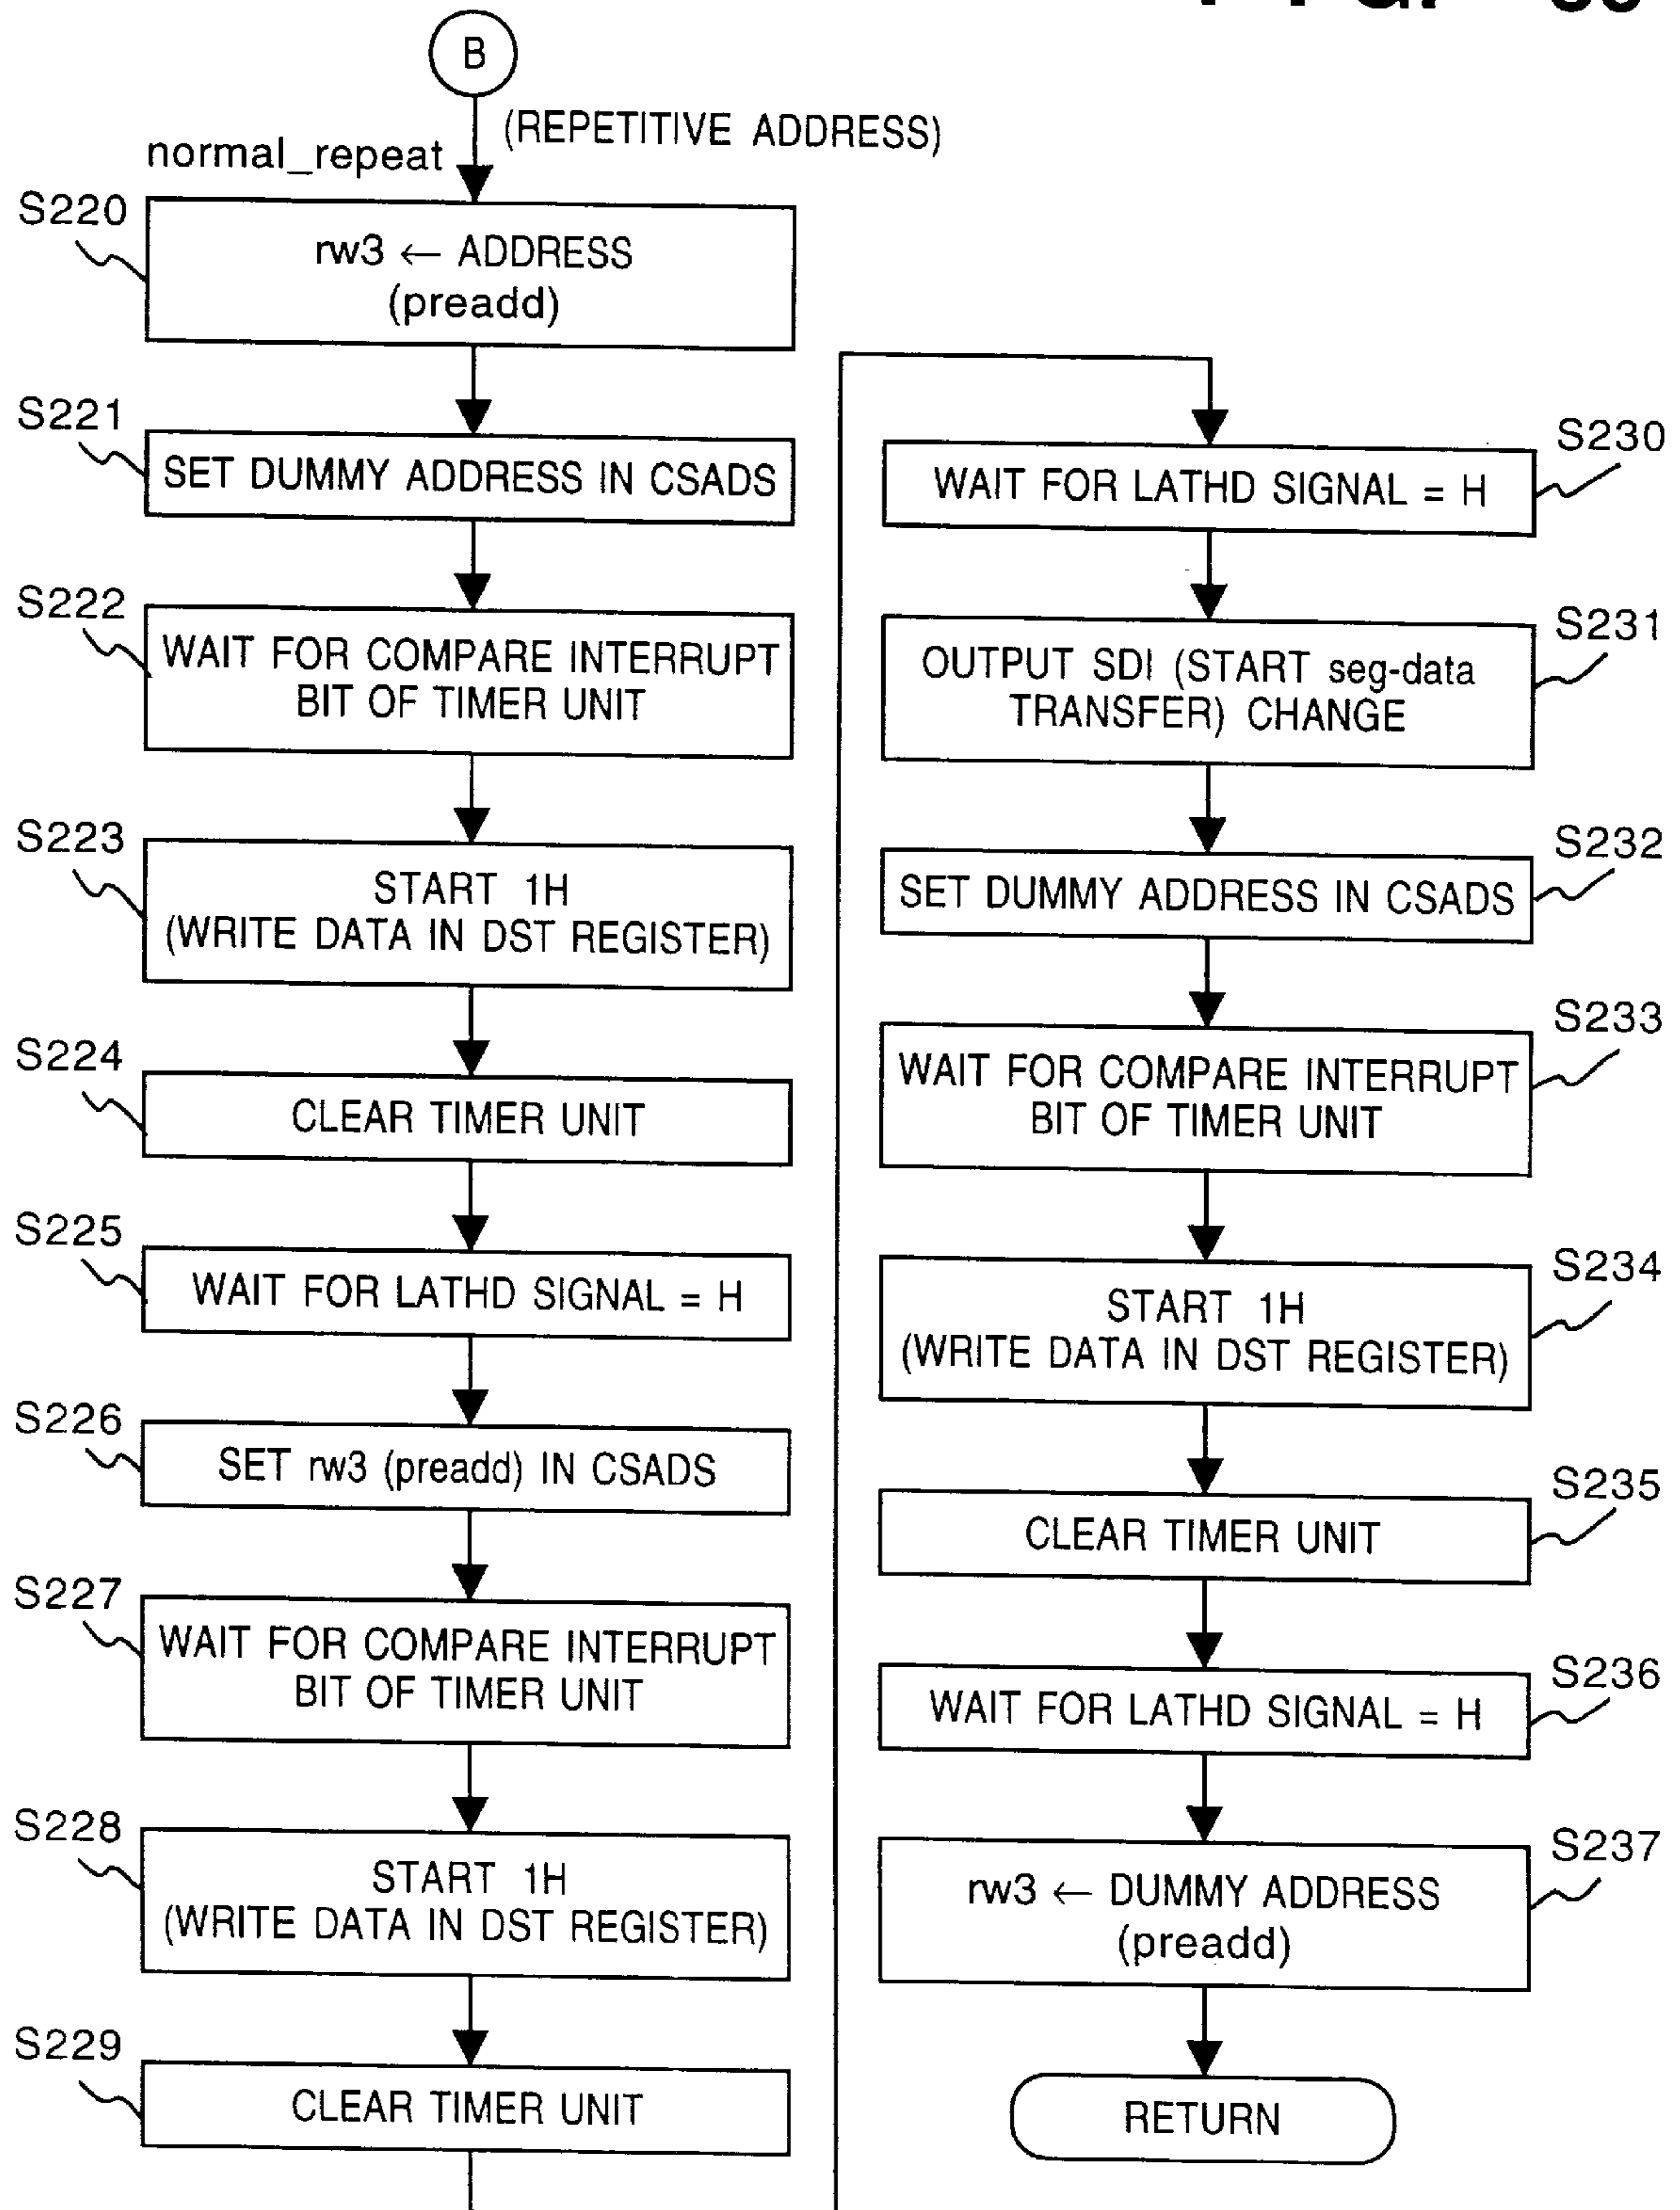 B
(REPETITIVE ADDRESS)
normal_repeat
S220
rw3 ← ADDRESS
(preadd)
S221
SET DUMMY ADDRESS IN CSADS
S222
WAIT FOR COMPARE INTERRUPT
BIT OF TIMER UNIT
S223
START 1H
(WRITE DATA IN DST REGISTER)
S224
CLEAR TIMER UNIT
S225
WAIT FOR LATHD SIGNAL = H
S226
SET rw3 (preadd) IN CSADS
S227
WAIT FOR COMPARE INTERRUPT
BIT OF TIMER UNIT
S228
START 1H
(WRITE DATA IN DST REGISTER)
S229
CLEAR TIMER UNIT
S230
WAIT FOR LATHD SIGNAL = H
S231
OUTPUT SDI (START seg-data
TRANSFER) CHANGE
S232
SET DUMMY ADDRESS IN CSADS
S233
WAIT FOR COMPARE INTERRUPT
BIT OF TIMER UNIT
S234
START 1H
(WRITE DATA IN DST REGISTER)
S235
CLEAR TIMER UNIT
S236
WAIT FOR LATHD SIGNAL = H
S237
rw3 ← DUMMY ADDRESS
(preadd)
RETURN